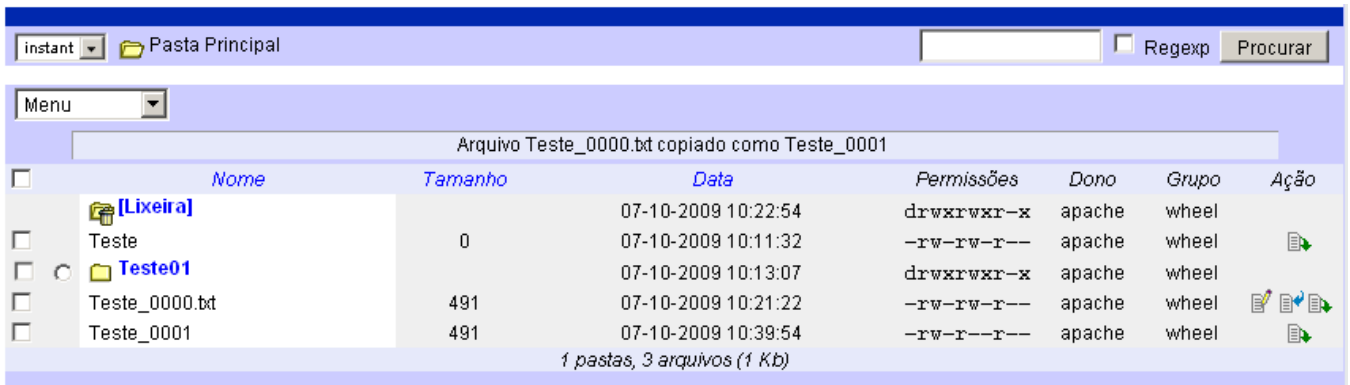 instant Pasta Principal Regexp Procurar
Menu
Arquivo Teste_0000.txt copiado como Teste_0001
Nome Tamanho Data Permissões Dono Grupo Ação
[Lixeira] 07-10-2009 10:22:54 drwxrwxr-x apache wheel
Teste 0 07-10-2009 10:11:32 -rw-rw-r-- apache wheel
Teste01 07-10-2009 10:13:07 drwxrwxr-x apache wheel
Teste_0000.txt 491 07-10-2009 10:21:22 -rw-rw-r-- apache wheel
Teste_0001 491 07-10-2009 10:39:54 -rw-r--r-- apache wheel
1 pastas, 3 arquivos (1 Kb)